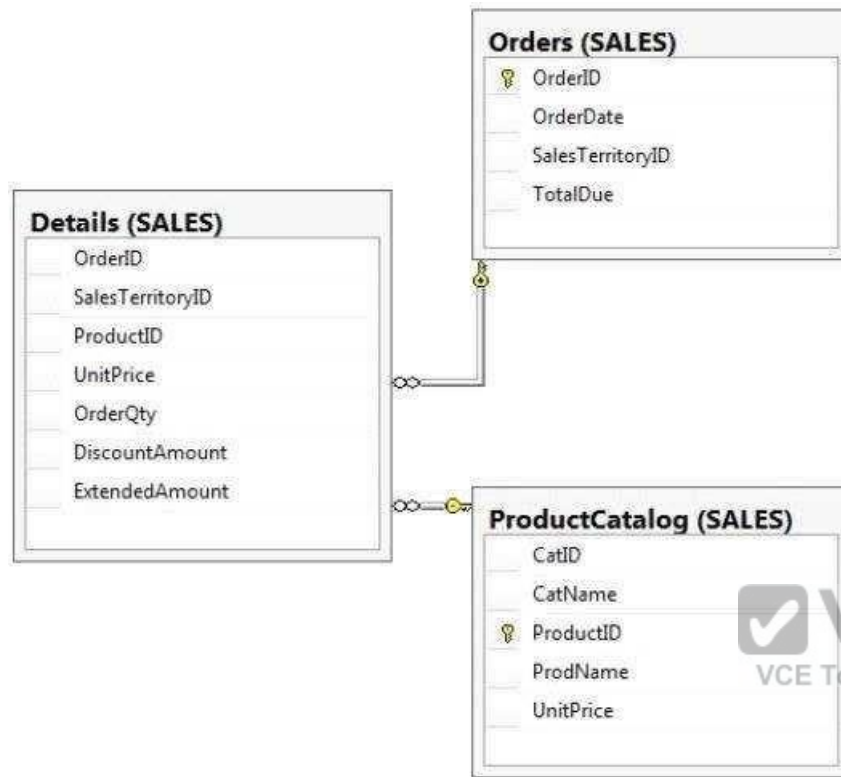 Orders (SALES)
OrderID
OrderDate
SalesTerritoryID
TotalDue
Details (SALES)
OrderID
SalesTerritoryID
ProductID
UnitPrice
OrderQty
DiscountAmount
ExtendedAmount
ProductCatalog (SALES)
CatID
CatName
ProductID
ProdName
UnitPrice
VCE